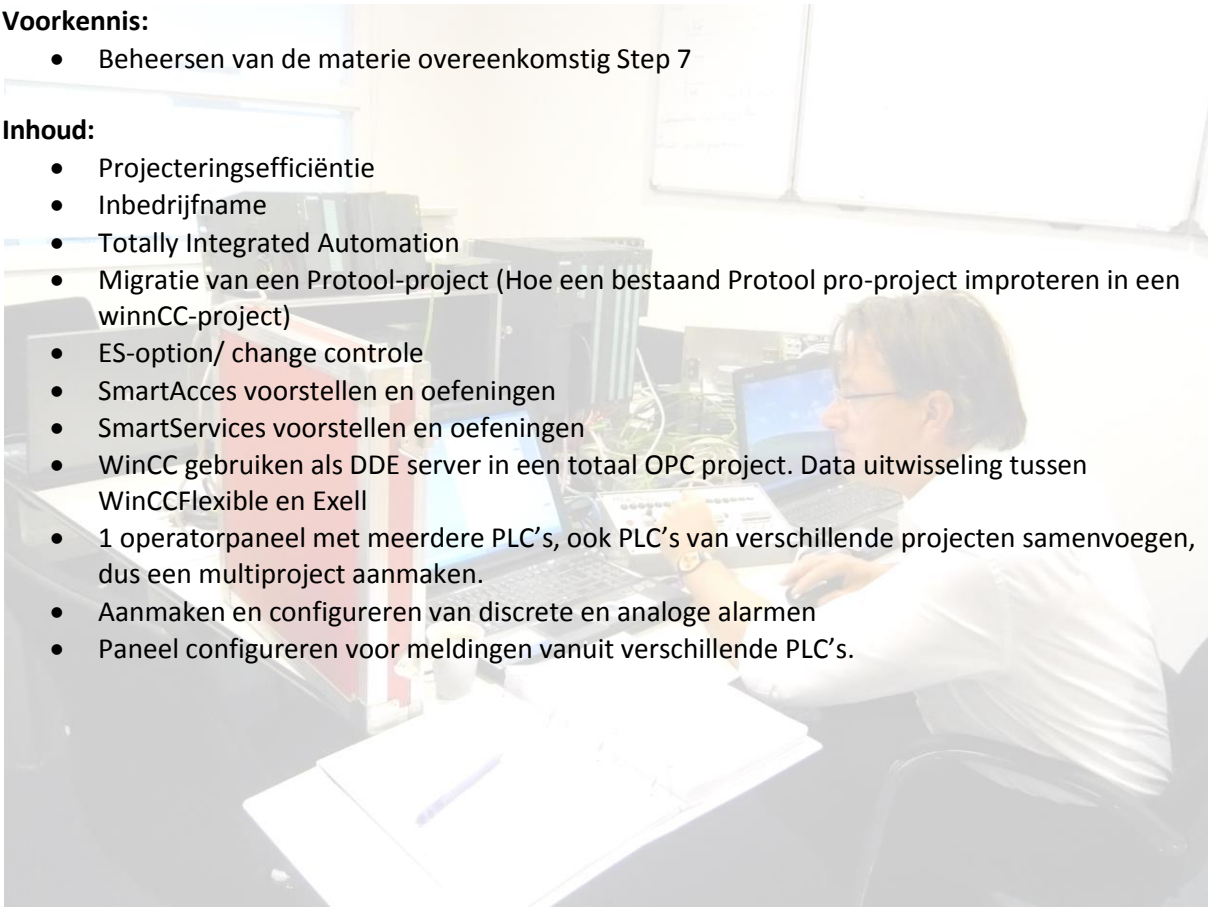 Voorkennis:
• Beheersen van de materie overeenkomstig Step 7
Inhoud:
• Projecteringsefficiëntie
• Inbedrijfname
• Totally Integrated Automation
• Migratie van een Protool-project (Hoe een bestaand Protool pro-project improteren in een
winnCC-project)
• ES-option/ change controle
• SmartAcces voorstellen en oefeningen
• SmartServices voorstellen en oefeningen
• WinCC gebruiken als DDE server in een totaal OPC project. Data uitwisseling tussen
WinCCFlexible en Exell
• 1 operatorpaneel met meerdere PLC’s, ook PLC’s van verschillende projecten samenvoegen,
dus een multiproject aanmaken.
• Aanmaken en configureren van discrete en analoge alarmen
• Paneel configureren voor meldingen vanuit verschillende PLC’s.